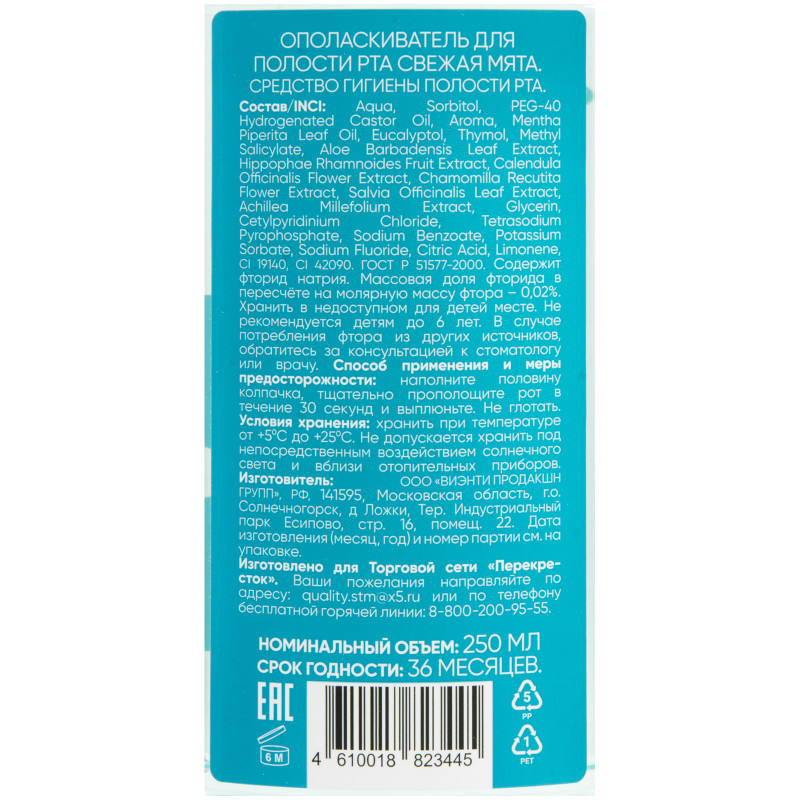 ОПОЛАСКИВАТЕЛЬ ДЛЯ
ПОЛОСТИ РТА СВЕЖАЯ МЯТА.
СРЕДСТВО ГИГИЕНЫ ПОЛОСТИ РТА.
Состав/INCI: Aqua, Sorbitol, PEG-40
Hydrogenated Castor Oil, Aroma, Mentha
Piperita Leaf Oil, Eucalyptol, Thymol, Methyl
Salicylate, Aloe Barbadensis Leaf Extract,
Hippophae Rhamnoides Fruit Extract, Calendula
Officinalis Flower Extract, Chamomilla Recutita
Flower Extract, Salvia Officinalis Leaf Extract,
Achillea Millefolium Extract, Glycerin,
Cetylpyridinium Chloride, Tetrasodium
Pyrophosphate, Sodium Benzoate, Potassium
Sorbate, Sodium Fluoride, Citric Acid, Limonene,
CI 19140, CI 42090. ГОСТ Р 51577-2000. Содержит
фторид натрия. Массовая доля фторида в
пересчёте на молярную массу фтора – 0,02%.
Хранить в недоступном для детей месте. Не
рекомендуется детям до 6 лет. В случае
потребления фтора из других источников,
обратитесь за консультацией к стоматологу
или врачу. Способ применения и меры
предосторожности: наполните половину
колпачка, тщательно прополощите рот в
течение 30 секунд и выплюньте. Не глотать.
Условия хранения: хранить при температуре
от +5°С до +25°С. Не допускается хранить под
непосредственным воздействием солнечного
света и вблизи отопительных приборов.
Изготовитель: ООО «ВИЭНТИ ПРОДАКШН
ГРУПП», РФ, 141595, Московская область, г.о.
Солнечногорск, д Ложки, Тер. Индустриальный
парк Есипово, стр. 16, помещ. 22. Дата
изготовления (месяц, год) и номер партии см. на
упаковке.
Изготовлено для Торговой сети «Перекре-
сток». Ваши пожелания направляйте по
адресу: quality.stm@x5.ru или по телефону
бесплатной горячей линии: 8-800-200-95-55.
НОМИНАЛЬНЫЙ ОБЪЕМ: 250 МЛ
СРОК ГОДНОСТИ: 36 МЕСЯЦЕВ.
EAC
6 M
4 610018 823445
5
PP
1
PET